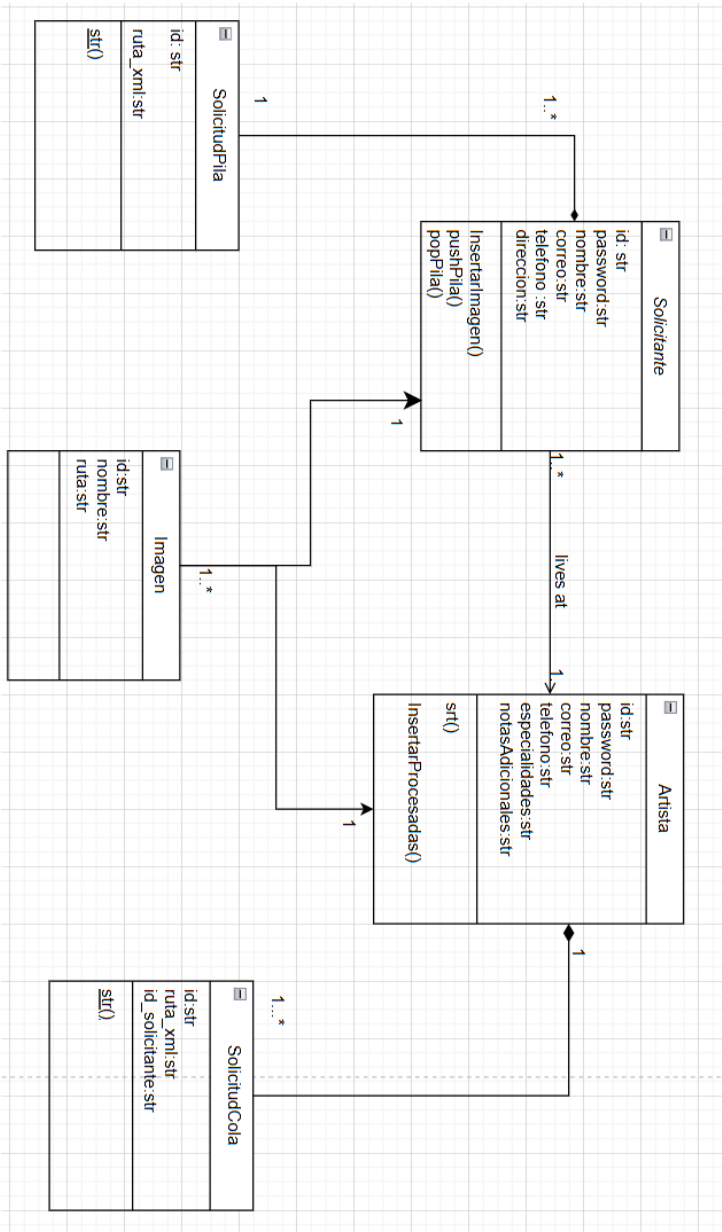 Solicitante
id: str
password:str
nombre:str
correo:str
telefono :str
direccion:str
InsertarImagen()
pushPila()
popPila()
1..*
lives at
1..
Artista
id:str
password:str
nombre:str
correo:str
telefono:str
especialidades:str
notasAdicionales:str
srt()
InsertarProcesadas()
1..*
1
SolicitudPila
id: str
ruta_xml:str
str()
1
1
1..*
Imagen
id:str
nombre:str
ruta:str
1
1
1...*
SolicitudCola
id:str
ruta_xml:str
id_solicitante:str
str()